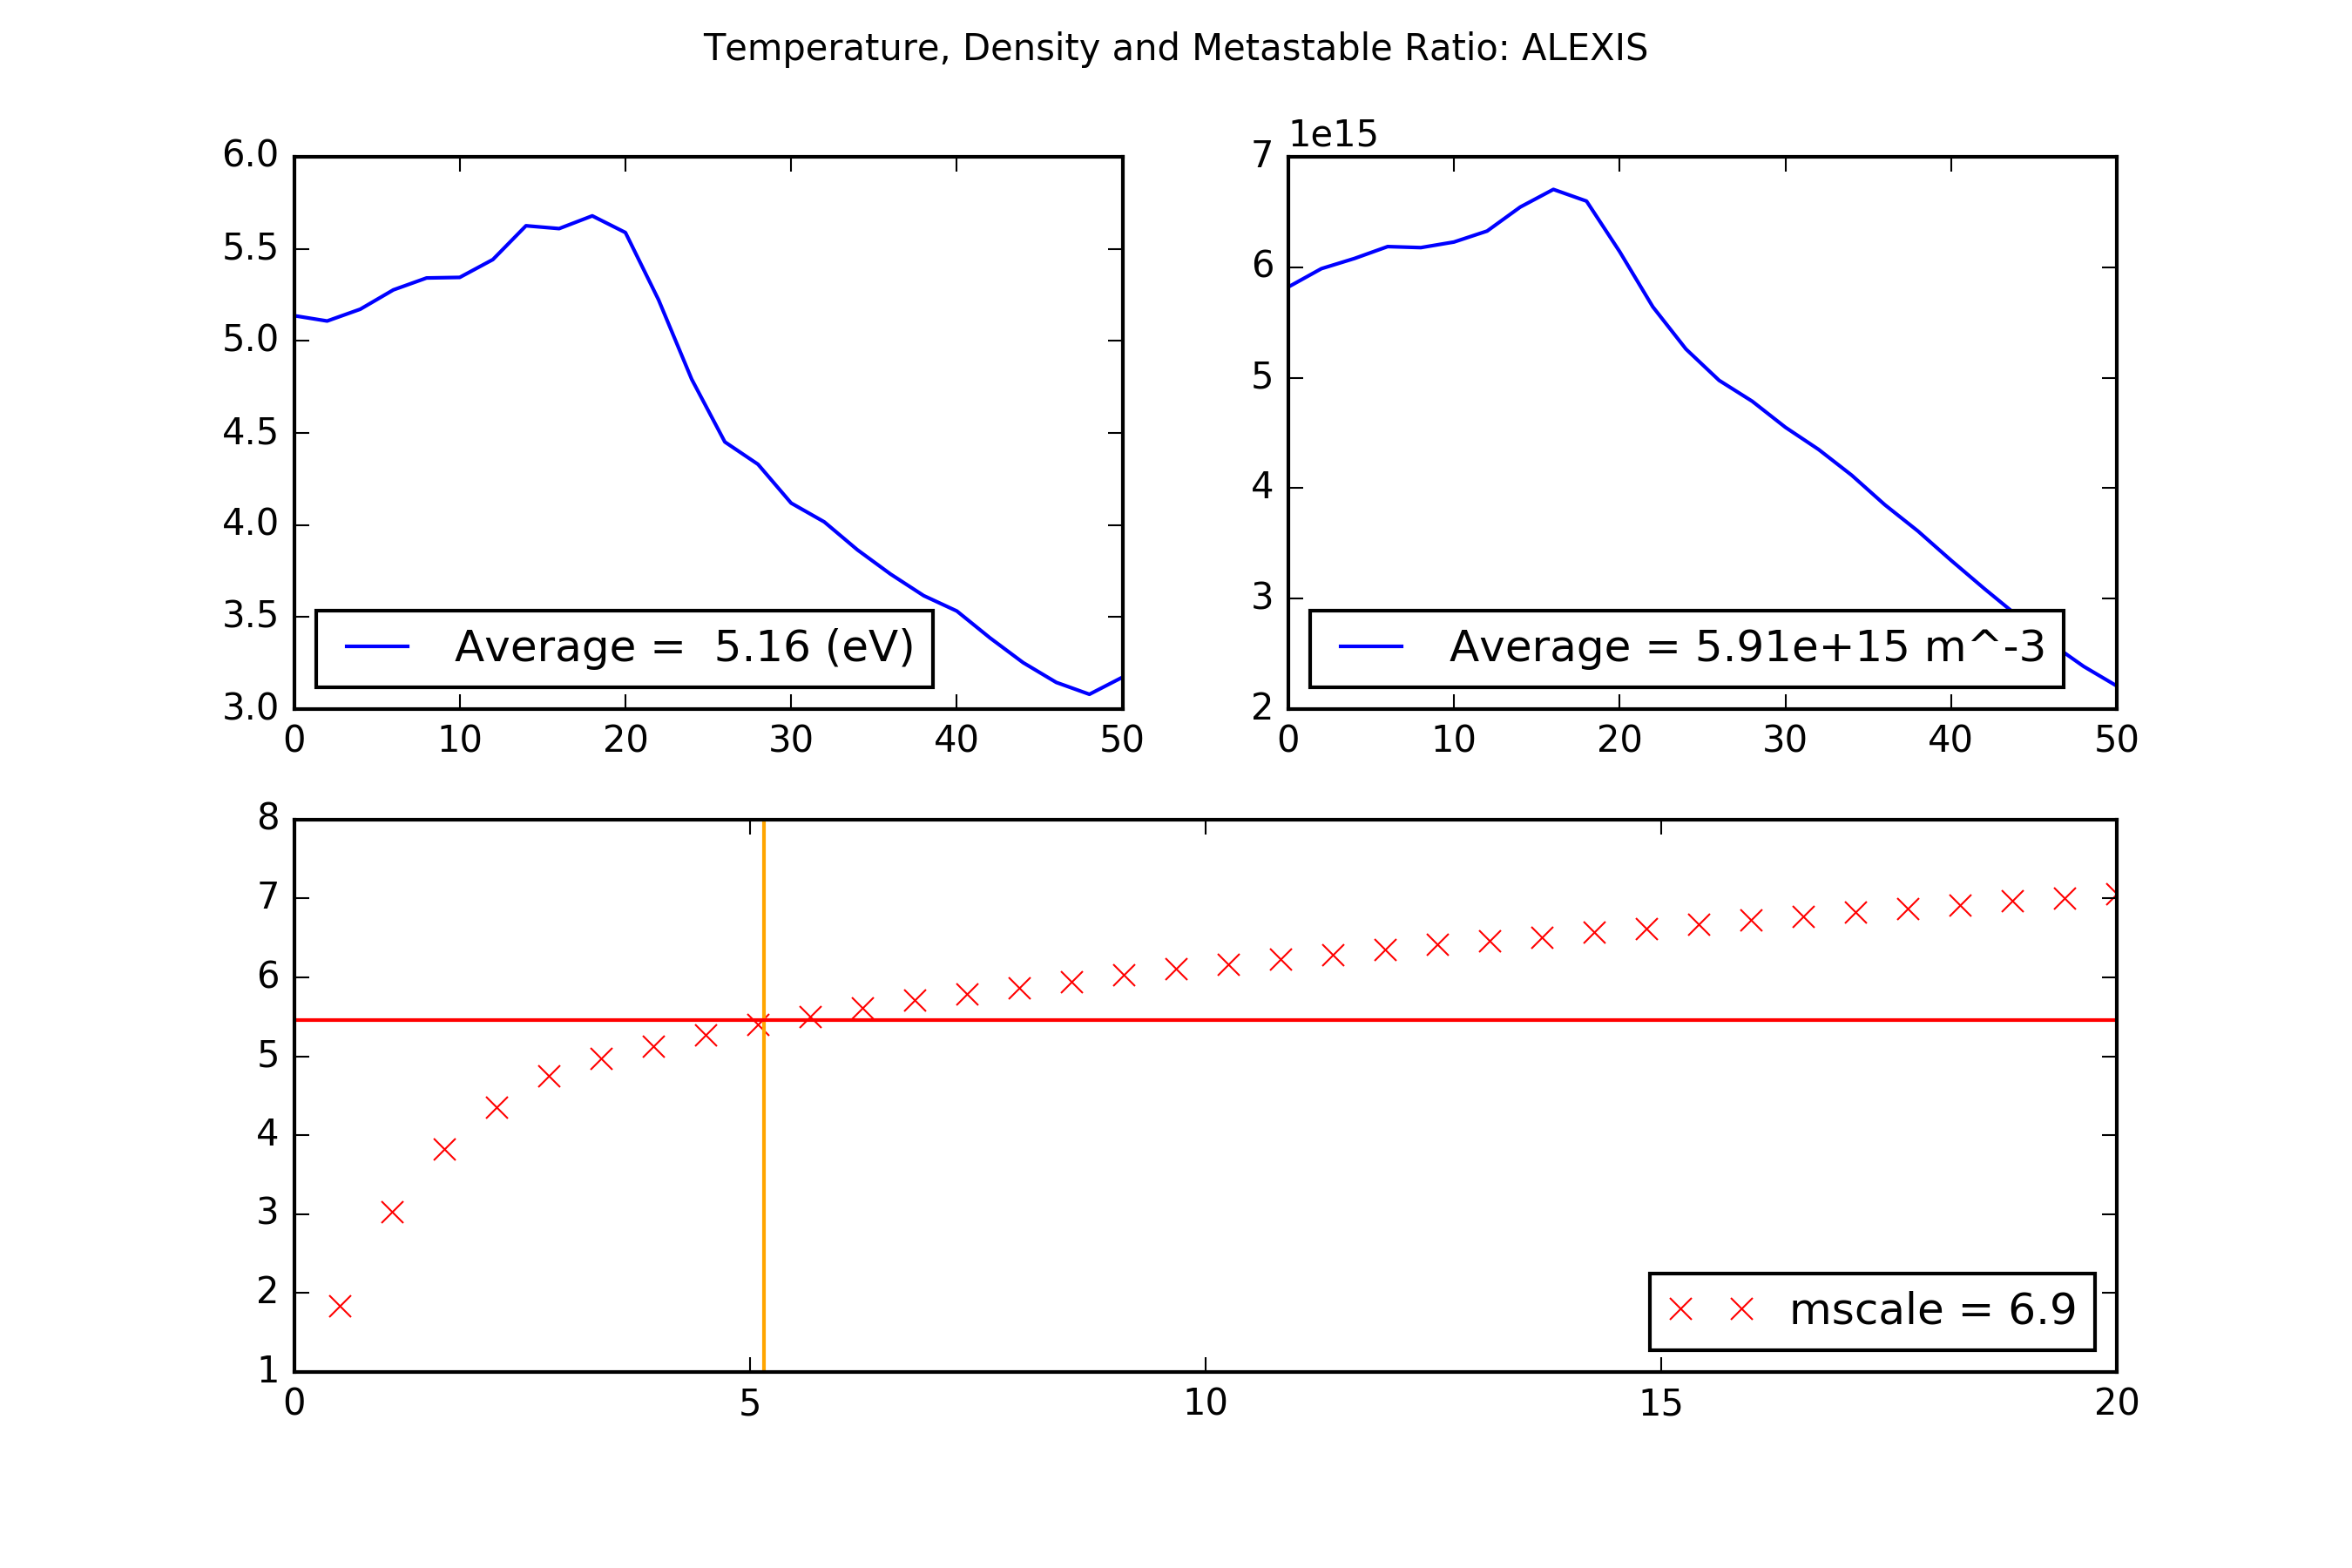 Temperature, Density and Metastable Ratio: ALEXIS
6.0
5.5
5.0
4.5
4.0
3.5
3.0
0 10 20 30 40 50
Average =  5.16 (eV)
1e15
7
6
5
4
3
2
0 10 20 30 40 50
Average = 5.91e+15 m^-3
8
7
6
5
4
3
2
1
0 5 10 15 20
mscale = 6.9